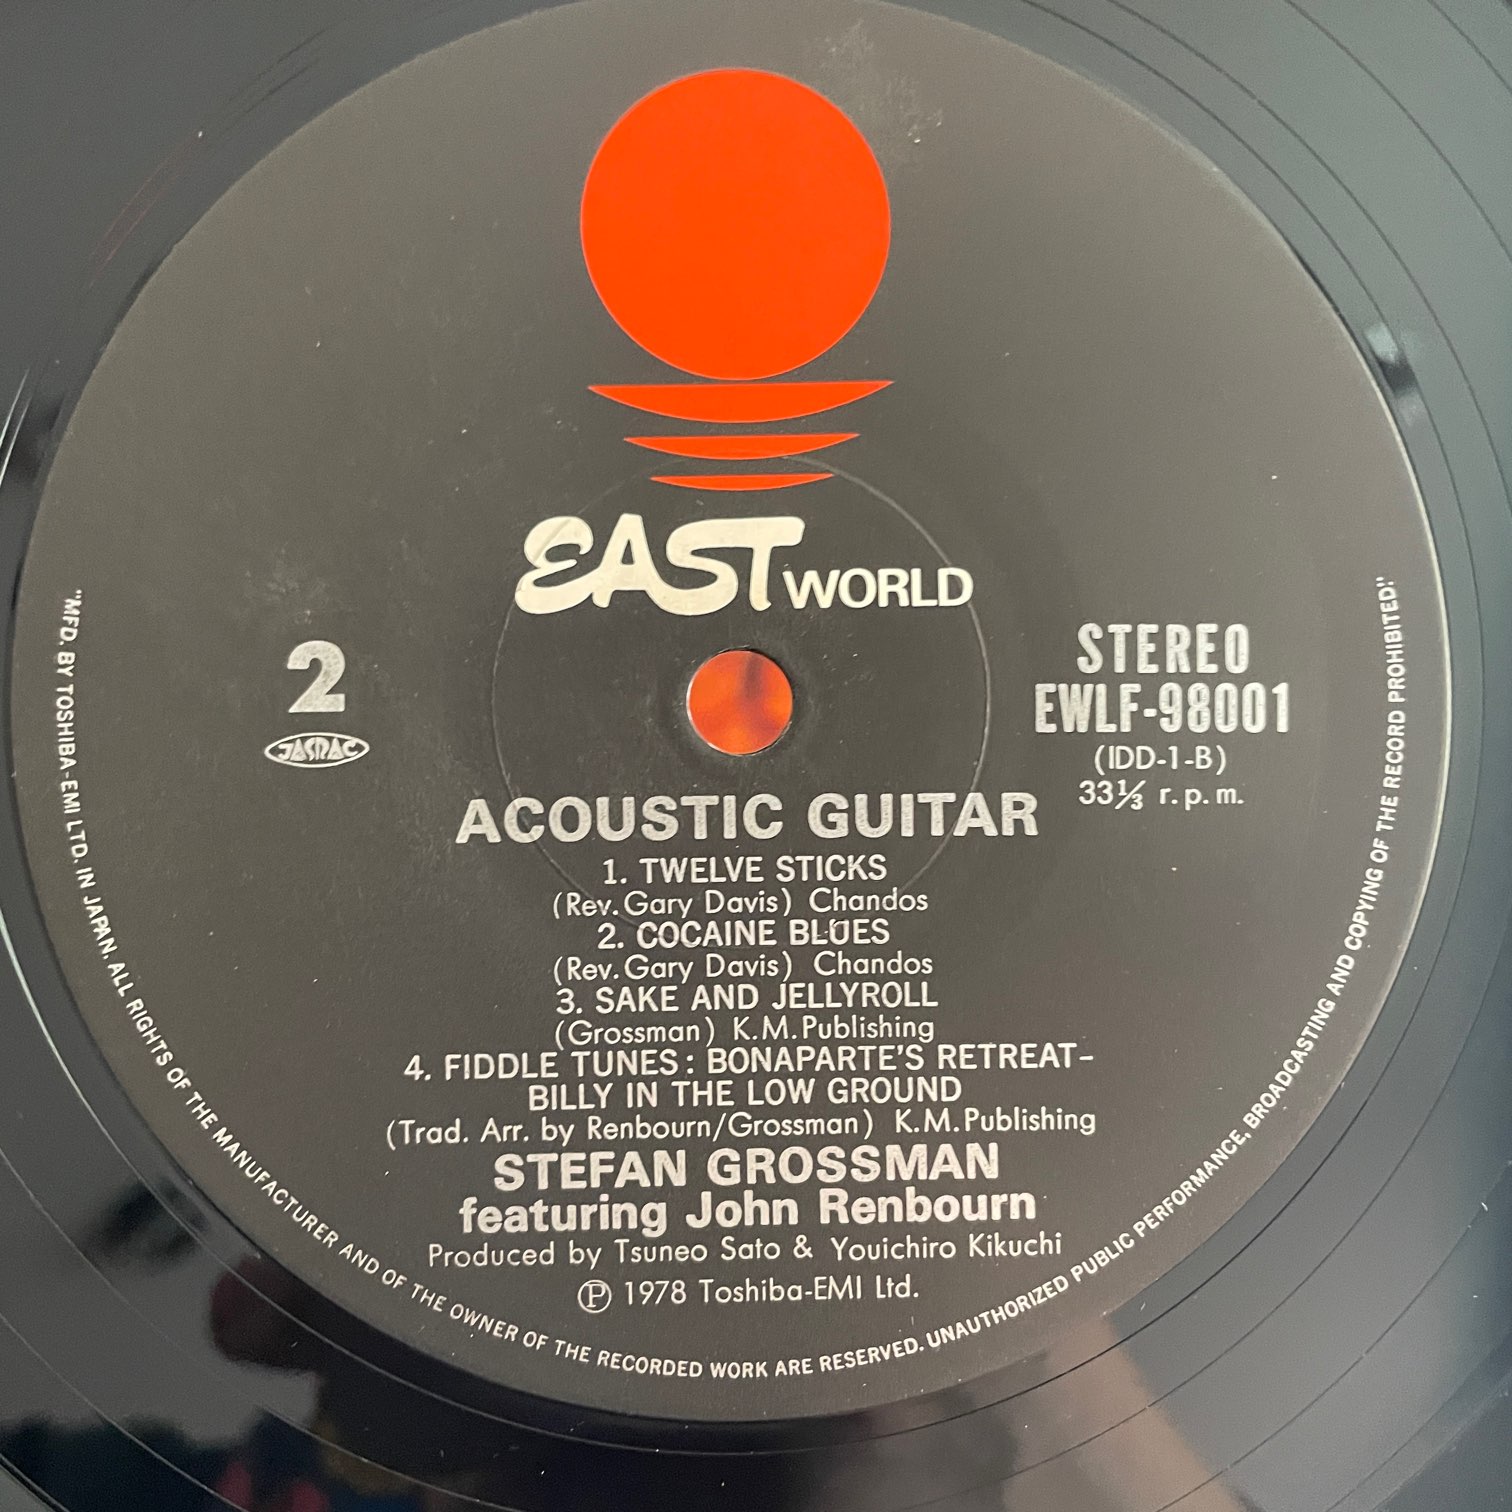 EAST WORLD
2
JASRAC
STEREO
EWLF-98001
(IDD-1-B)
33⅓ r.p.m.
ACOUSTIC GUITAR
1. TWELVE STICKS
(Rev. Gary Davis) Chandos
2. COCAINE BLUES
(Rev. Gary Davis) Chandos
3. SAKE AND JELLYROLL
(Grossman) K.M.Publishing
4. FIDDLE TUNES: BONAPARTE'S RETREAT-
BILLY IN THE LOW GROUND
(Trad. Arr. by Renbourn/Grossman) K.M.Publishing
STEFAN GROSSMAN
featuring John Renbourn
Produced by Tsuneo Sato & Youichiro Kikuchi
Ⓟ 1978 Toshiba-EMI Ltd.
"MFD. BY TOSHIBA-EMI LTD. IN JAPAN. ALL RIGHTS OF THE MANUFACTURER AND OF THE OWNER OF THE RECORDED WORK ARE RESERVED. UNAUTHORIZED PUBLIC PERFORMANCE, BROADCASTING AND COPYING OF THE RECORD PROHIBITED!"